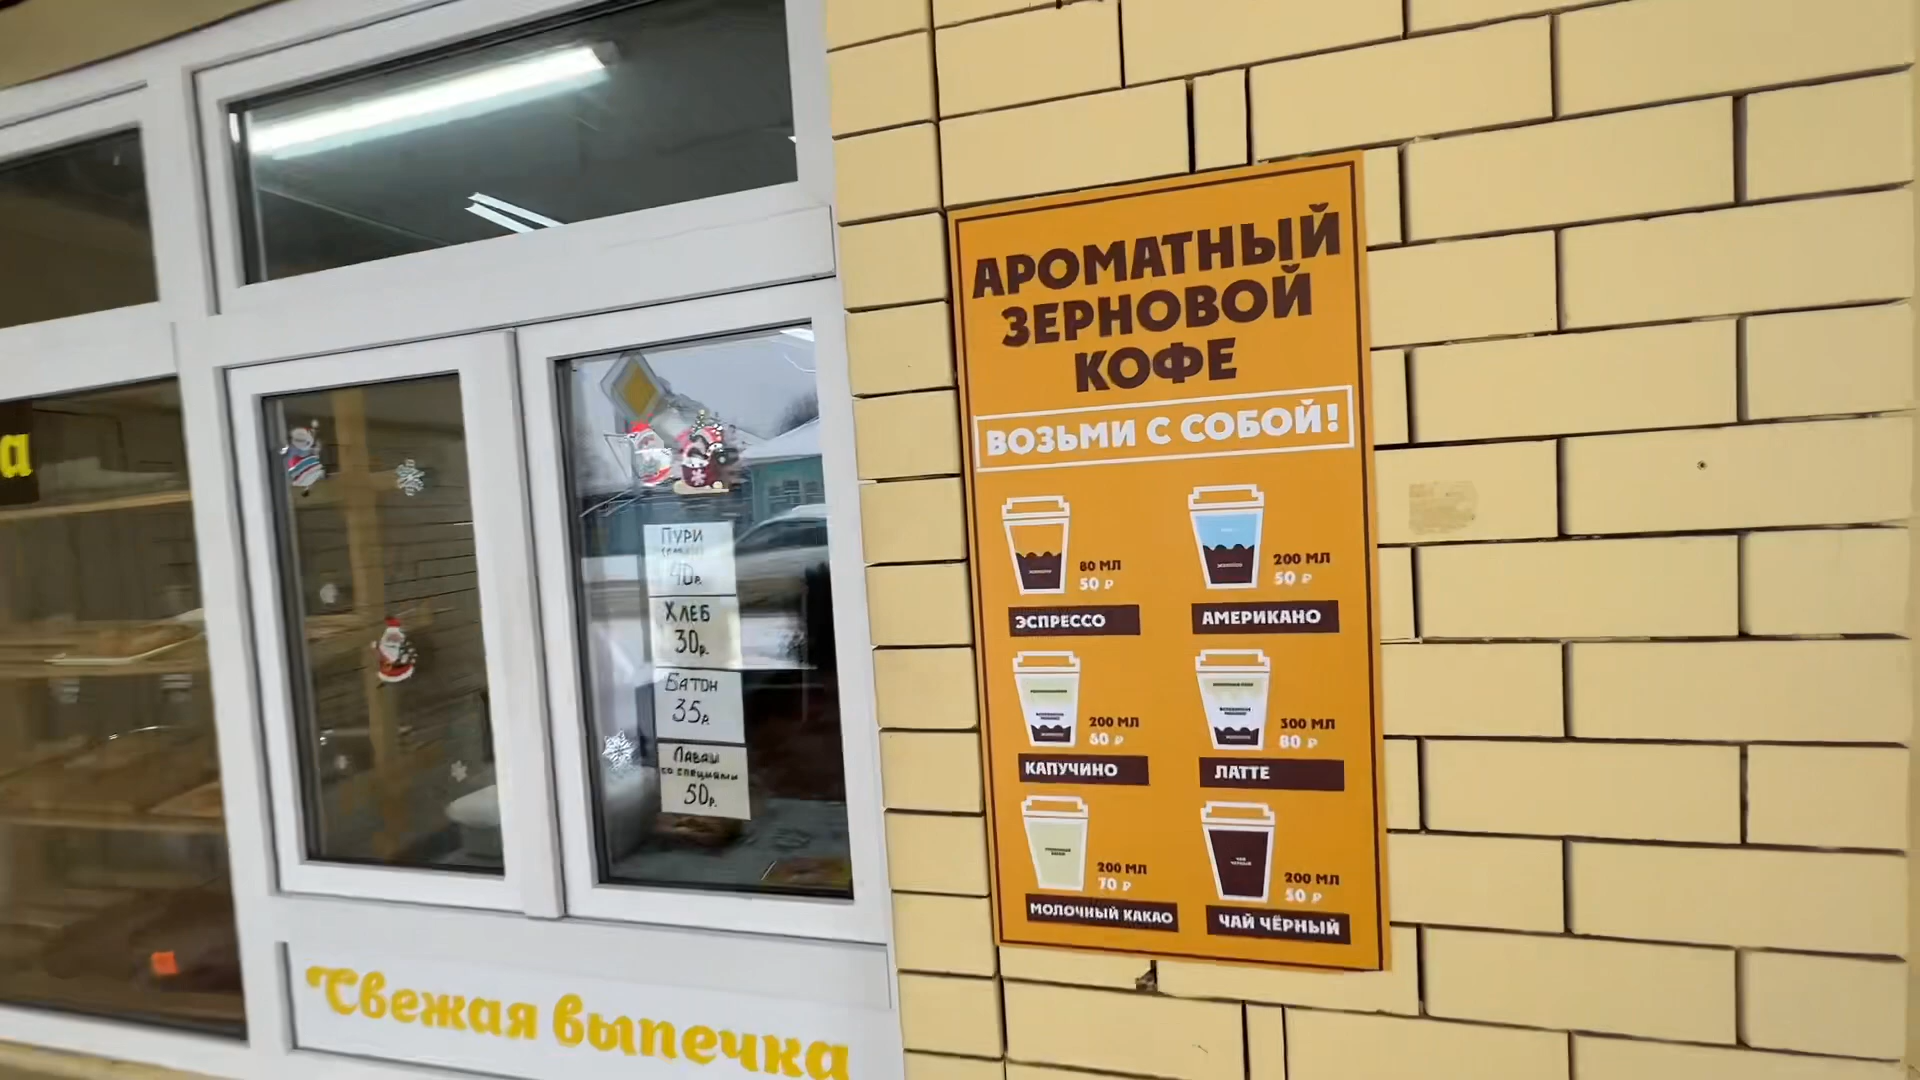 а
ПУРИ
40р.
ХЛЕБ
30р.
БАТОН
35р.
Лаваш
со специями
50р.
Свежая выпечка
АРОМАТНЫЙ
ЗЕРНОВОЙ
КОФЕ
ВОЗЬМИ С СОБОЙ!
80 МЛ
50 ₽
ЭСПРЕССО
200 МЛ
50 ₽
АМЕРИКАНО
200 МЛ
60 ₽
КАПУЧИНО
300 МЛ
80 ₽
ЛАТТЕ
200 МЛ
70 ₽
МОЛОЧНЫЙ КАКАО
200 МЛ
50 ₽
ЧАЙ ЧЁРНЫЙ